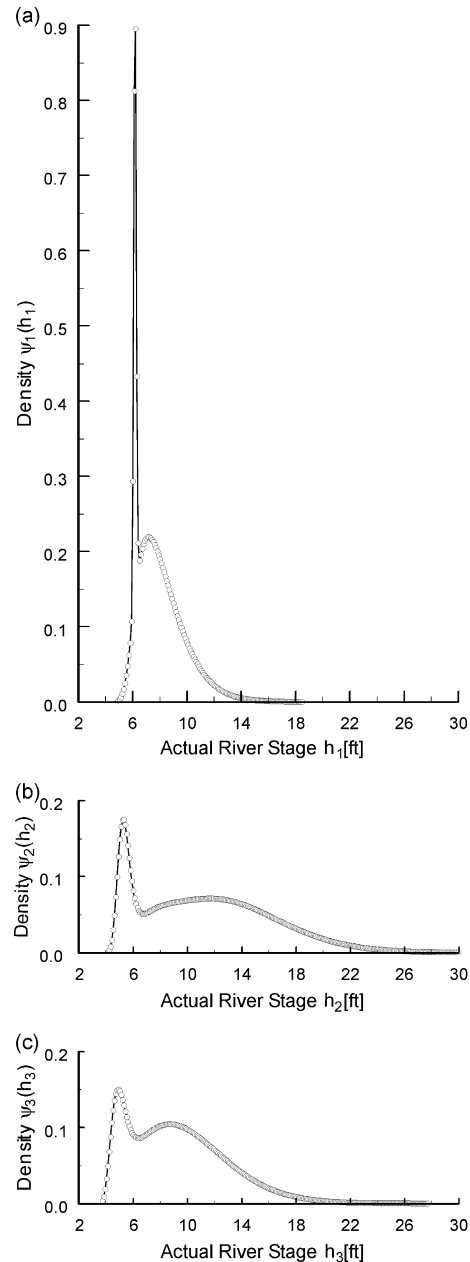 (a)
0.9
0.8
0.7
0.6
0.5
0.4
0.3
0.2
0.1
0.0
Density ψ₁(h₁)
2 6 10 14 18 22 26 30
Actual River Stage h₁[ft]
(b)
0.2
0.1
0.0
Density ψ₂(h₂)
2 6 10 14 18 22 26 30
Actual River Stage h₂[ft]
(c)
0.2
0.1
0.0
Density ψ₃(h₃)
2 6 10 14 18 22 26 30
Actual River Stage h₃[ft]